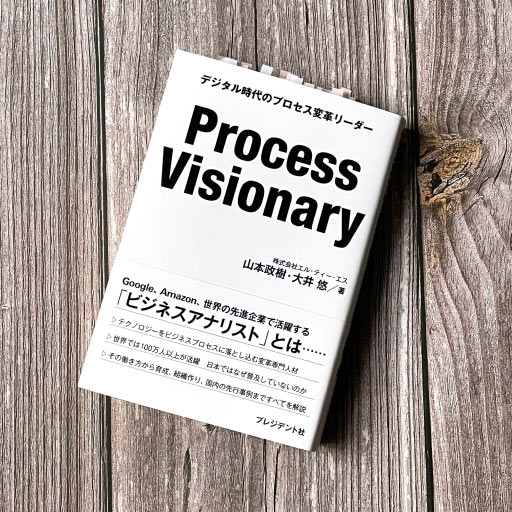 デジタル時代のプロセス変革リーダー
Process
Visionary
株式会社エル・ティー・エス
山本政樹・大井 悠／著
Google、Amazon、世界の先進企業で活躍する
「ビジネスアナリスト」とは……
▷テクノロジーをビジネスプロセスに落とし込む変革専門人材
▷世界では100万人以上が活躍 日本ではなぜ普及していないのか
▷その働き方から育成、組織作り、国内の先行事例まですべてを解説
プレジデント社